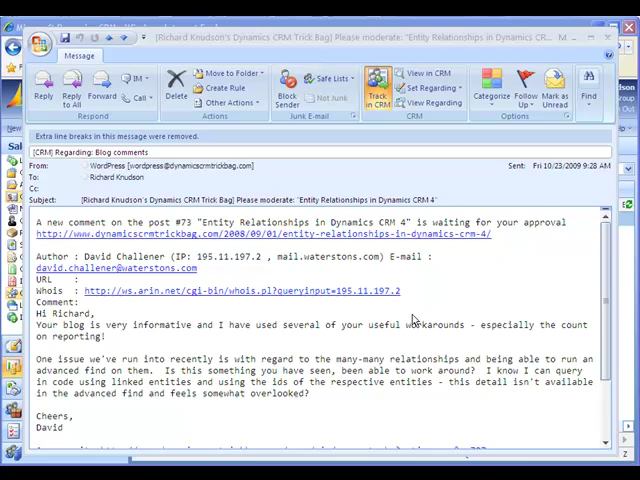 [Richard Knudson's Dynamics CRM Trick Bag] Please moderate: "Entity Relationships in Dynamics CR...
Message
Reply
Reply to All
Forward
IM
Call
Respond
Delete
Move to Folder
Create Rule
Other Actions
Actions
Block Sender
Safe Lists
Not Junk
Junk E-mail
Track in CRM
View in CRM
Set Regarding
View Regarding
CRM
Categorize
Follow Up
Mark as Unread
Options
Find
Extra line breaks in this message were removed.
[CRM] Regarding: Blog comments
From: WordPress [wordpress@dynamicscrmtrickbag.com]
Sent: Fri 10/23/2009 9:28 AM
To: Richard Knudson
Cc:
Subject: [Richard Knudson's Dynamics CRM Trick Bag] Please moderate: "Entity Relationships in Dynamics CRM 4"
A new comment on the post #73 "Entity Relationships in Dynamics CRM 4" is waiting for your approval
http://www.dynamicscrmtrickbag.com/2008/09/01/entity-relationships-in-dynamics-crm-4/
Author : David Challener (IP: 195.11.197.2 , mail.waterstons.com) E-mail :
david.challener@waterstons.com
URL :
Whois : http://ws.arin.net/cgi-bin/whois.pl?queryinput=195.11.197.2
Comment:
Hi Richard,
Your blog is very informative and I have used several of your useful workarounds - especially the count
on reporting!
One issue we've run into recently is with regard to the many-many relationships and being able to run an
advanced find on them. Is this something you have seen, been able to work around? I know I can query
in code using linked entities and using the ids of the respective entities - this detail isn't available
in the advanced find and feels somewhat overlooked?
Cheers,
David